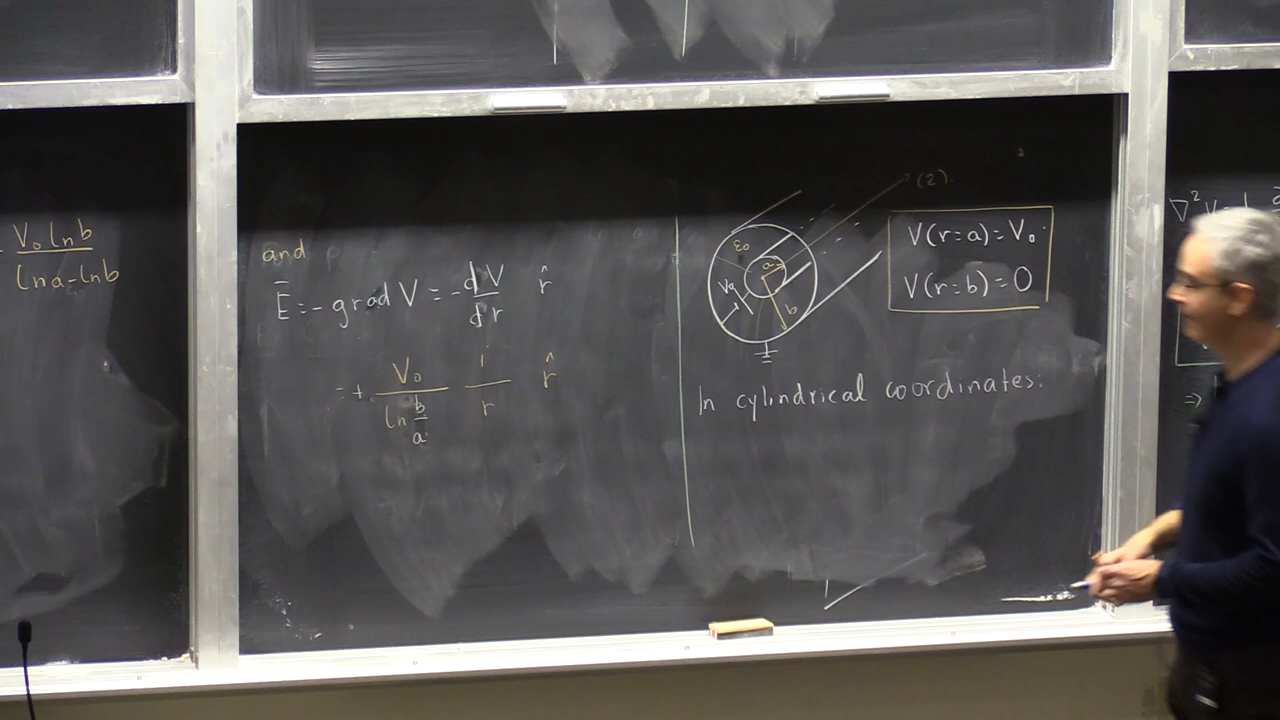 V₀ ln b
ln a - ln b
and
Ē = - grad V = - dV/dr r̂
= + V₀/(ln b/a) 1/r r̂
(2).
ε₀
a
V₀
b
V(r=a) = V₀
V(r=b) = 0
In cylindrical coordinates:
∇² V
⇒